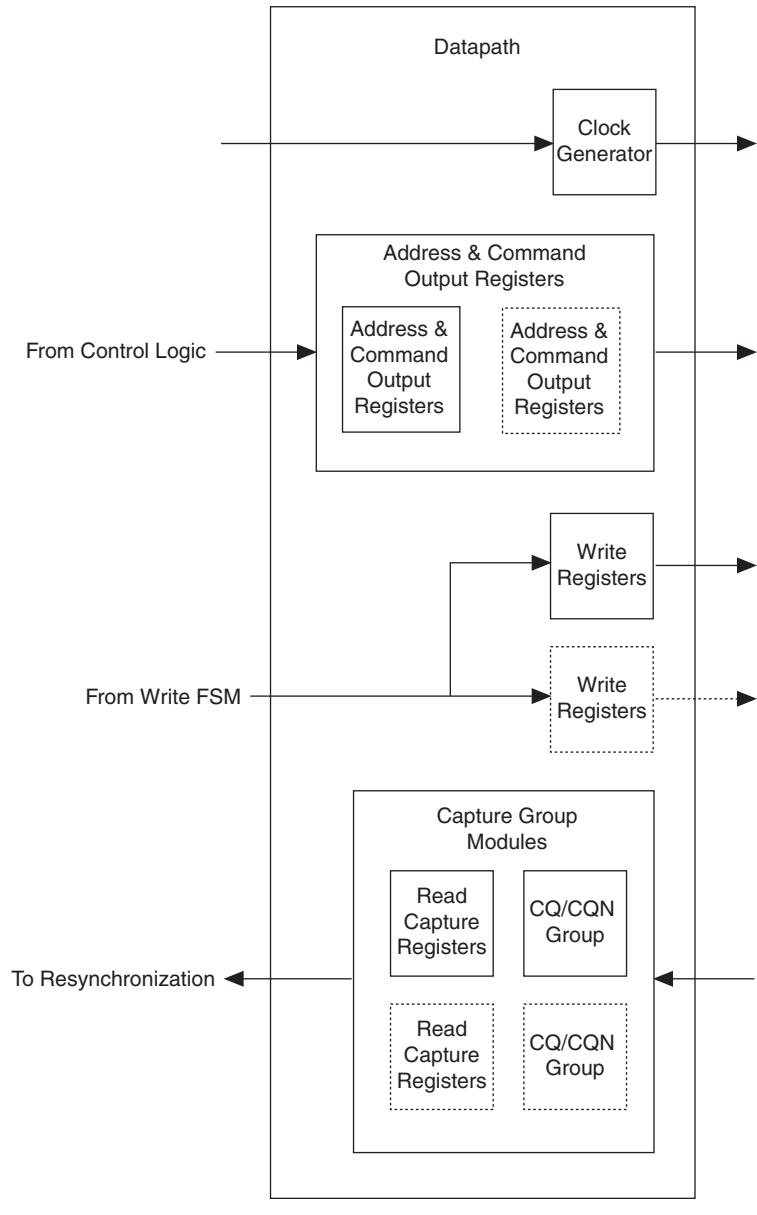 Datapath
Clock
Generator
Address & Command
Output Registers
Address &
Command
Output
Registers
Address &
Command
Output
Registers
From Control Logic
Write
Registers
From Write FSM
Write
Registers
Capture Group
Modules
Read
Capture
Registers
CQ/CQN
Group
To Resynchronization
Read
Capture
Registers
CQ/CQN
Group